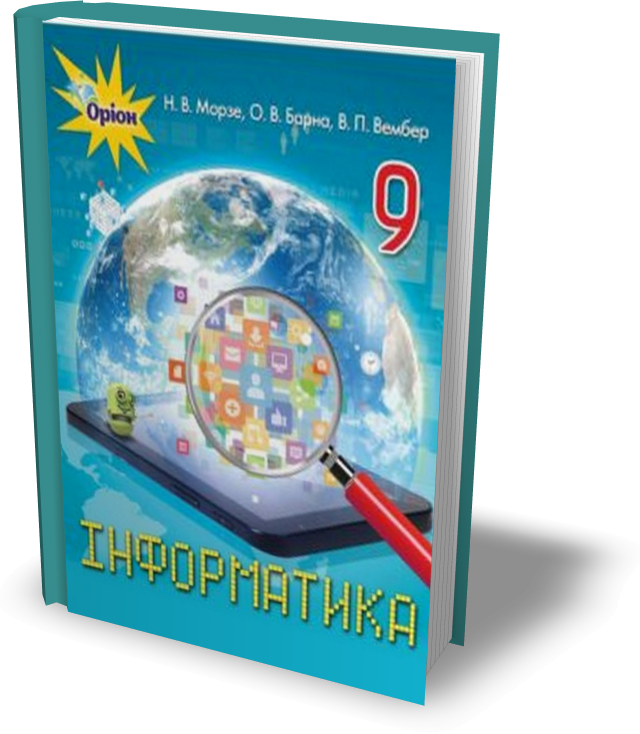 Оріон
Н. В. Морзе, О. В. Барна, В. П. Вембер
9
ІНФОРМАТИКА